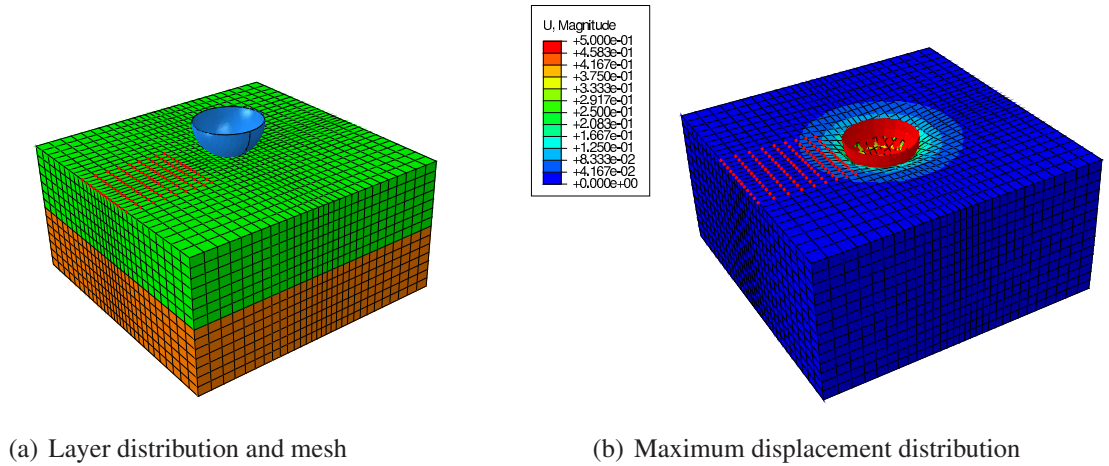 U, Magnitude
+5.000e-01
+4.583e-01
+4.167e-01
+3.750e-01
+3.333e-01
+2.917e-01
+2.500e-01
+2.083e-01
+1.667e-01
+1.250e-01
+8.333e-02
+4.167e-02
+0.000e+00
(a) Layer distribution and mesh
(b) Maximum displacement distribution